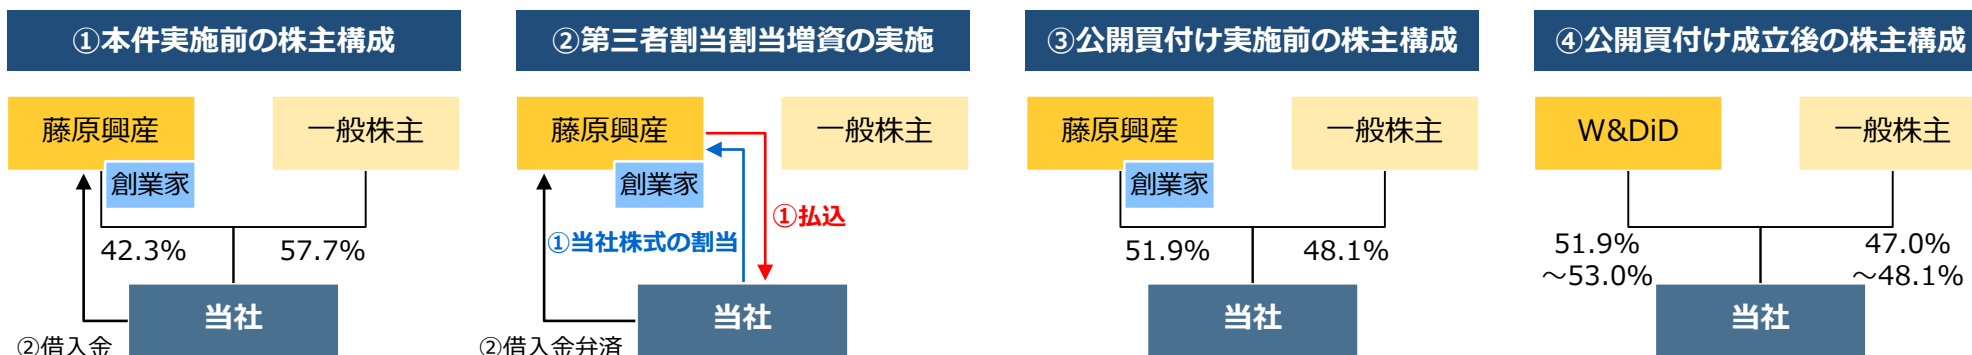 ①本件実施前の株主構成
藤原興産
一般株主
創業家
42.3%
57.7%
当社
②借入金
②第三者割当割当増資の実施
藤原興産
一般株主
創業家
①払込
①当社株式の割当
当社
②借入金弁済
③公開買付け実施前の株主構成
藤原興産
一般株主
創業家
51.9%
48.1%
当社
④公開買付け成立後の株主構成
W&DiD
一般株主
51.9%
～53.0%
47.0%
～48.1%
当社